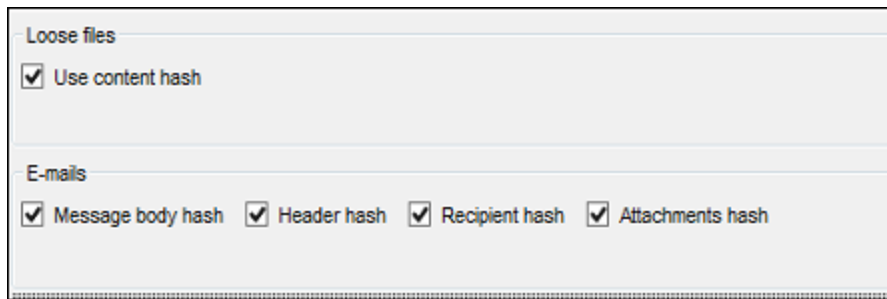 Loose files
Use content hash
E-mails
Message body hash Header hash Recipient hash Attachments hash